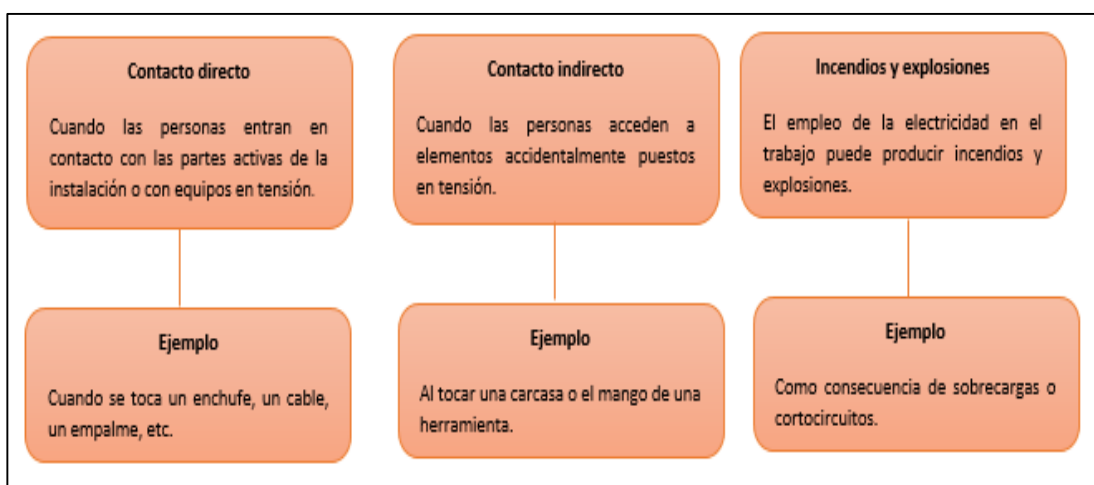 Contacto directo
Cuando las personas entran en
contacto con las partes activas de la
instalación o con equipos en tensión.
Ejemplo
Cuando se toca un enchufe, un cable,
un empalme, etc.
Contacto indirecto
Cuando las personas acceden a
elementos accidentalmente puestos
en tensión.
Ejemplo
Al tocar una carcasa o el mango de una
herramienta.
Incendios y explosiones
El empleo de la electricidad en el
trabajo puede producir incendios y
explosiones.
Ejemplo
Como consecuencia de sobrecargas o
cortocircuitos.